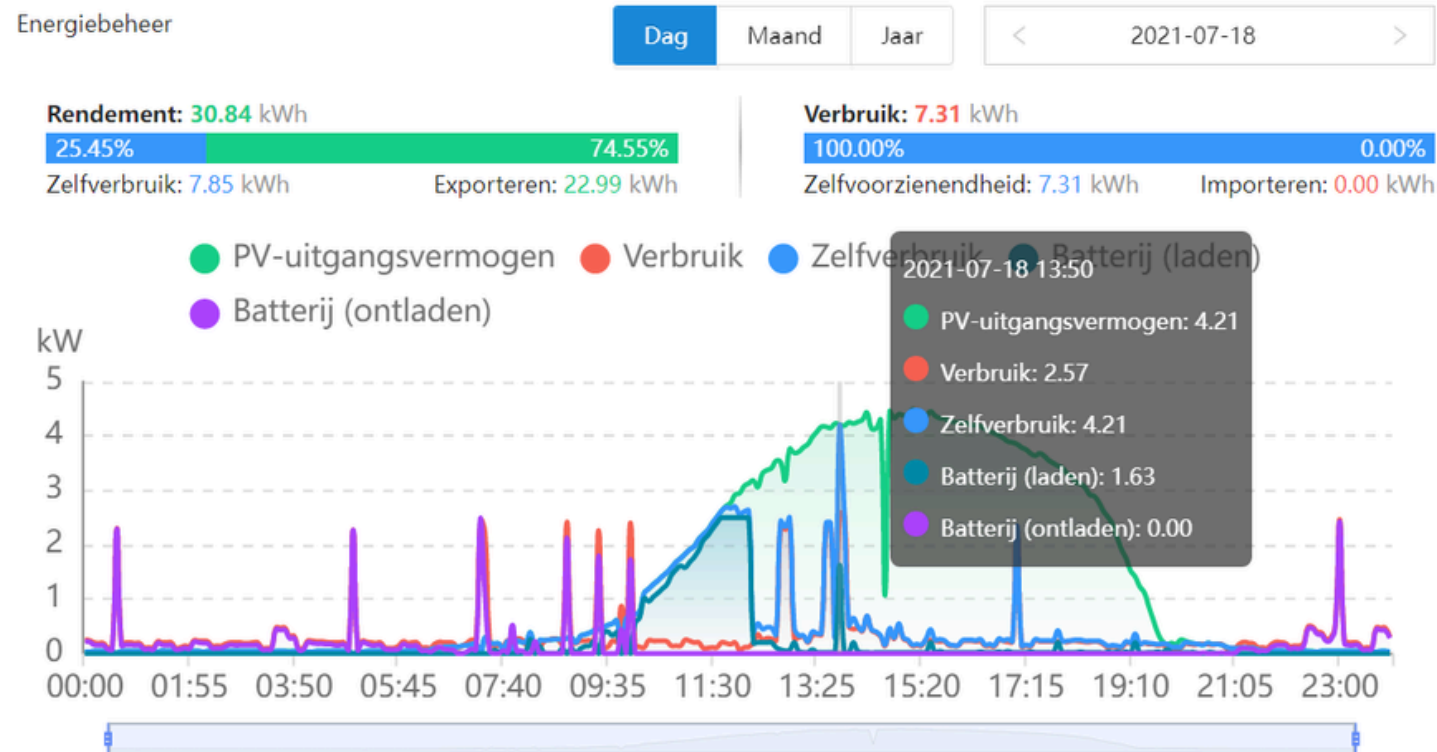 Energiebeheer
Dag Maand Jaar < 2021-07-18 >
Rendement: 30.84 kWh
25.45% 74.55%
Zelfverbruik: 7.85 kWh Exporteren: 22.99 kWh
Verbruik: 7.31 kWh
100.00% 0.00%
Zelfvoorzienendheid: 7.31 kWh Importeren: 0.00 kWh
PV-uitgangsvermogen Verbruik Zelfverbruik Batterij (laden)
Batterij (ontladen)
2021-07-18 13:50
PV-uitgangsvermogen: 4.21
Verbruik: 2.57
Zelfverbruik: 4.21
Batterij (laden): 1.63
Batterij (ontladen): 0.00
kW
5
4
3
2
1
0
00:00 01:55 03:50 05:45 07:40 09:35 11:30 13:25 15:20 17:15 19:10 21:05 23:00